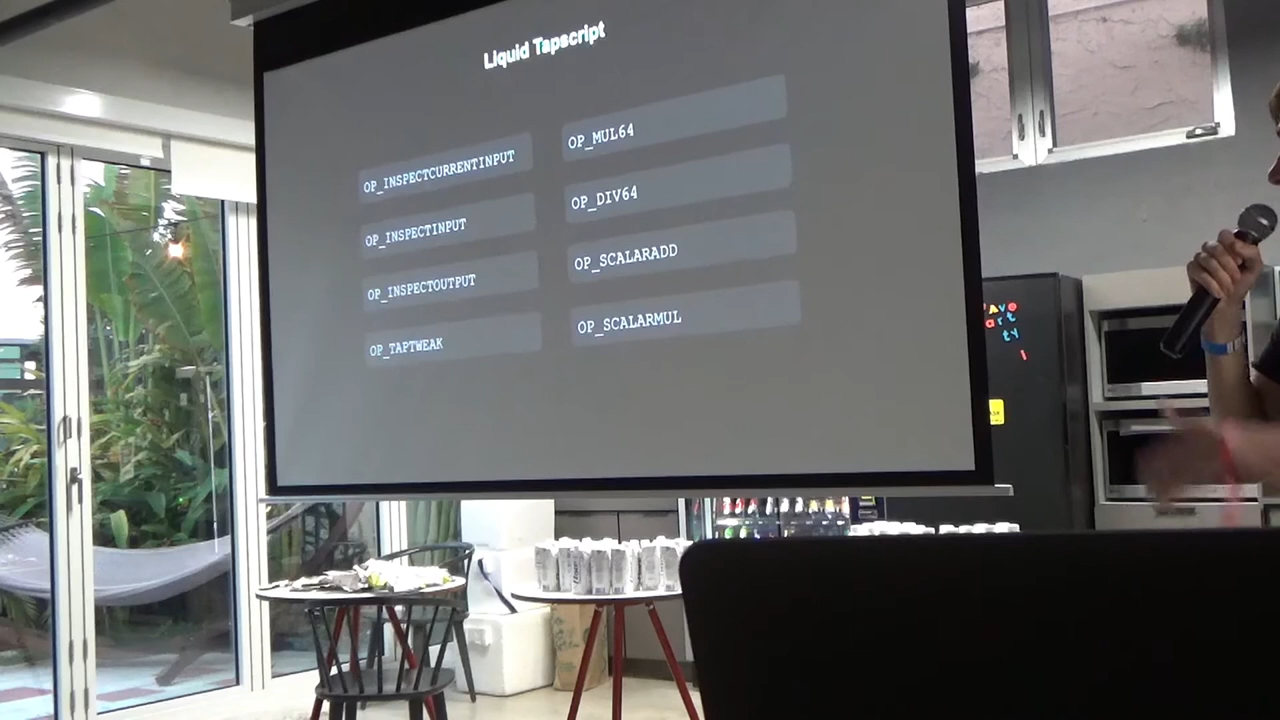 Liquid Tapscript
OP_INSPECTCURRENTINPUT
OP_INSPECTINPUT
OP_INSPECTOUTPUT
OP_TAPTWEAK
OP_MUL64
OP_DIV64
OP_SCALARADD
OP_SCALARMUL